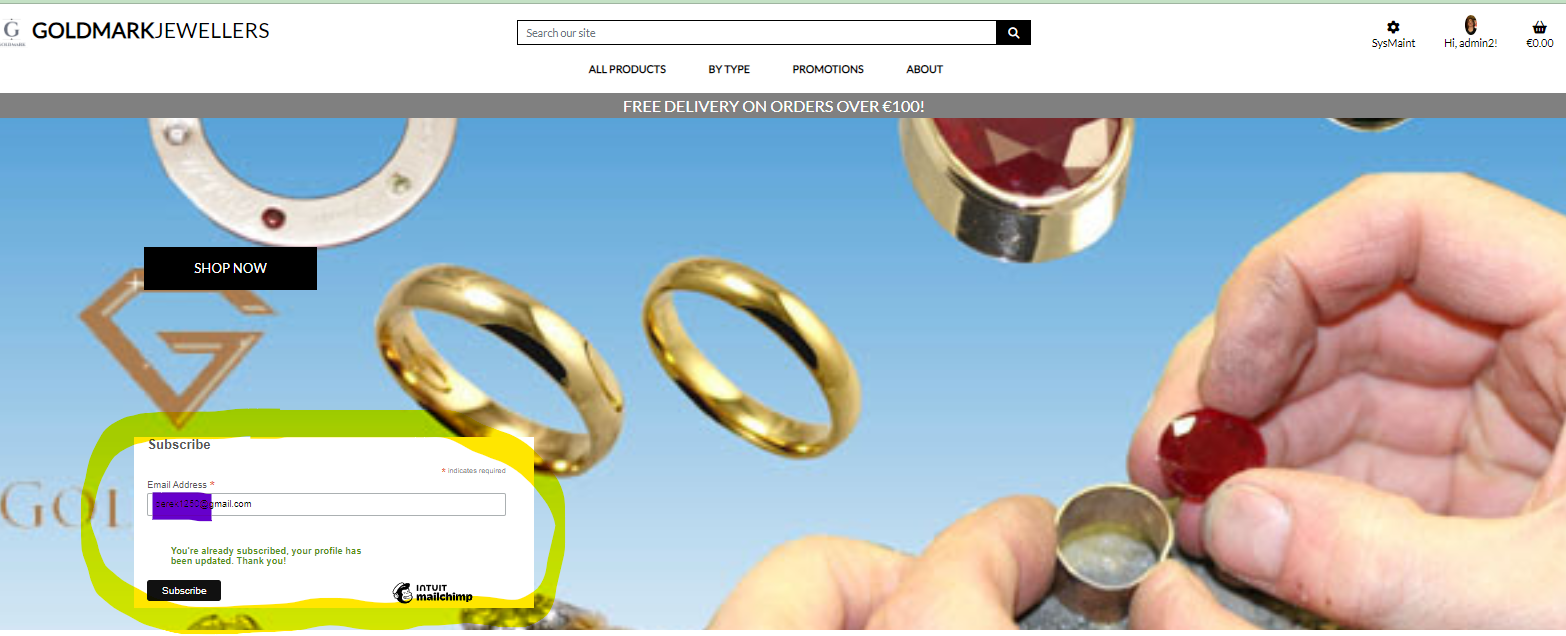 GOLDMARKJEWELLERS
Search our site
SysMaint
Hi, admin2!
€0.00
ALL PRODUCTS
BY TYPE
PROMOTIONS
ABOUT
FREE DELIVERY ON ORDERS OVER €100!
SHOP NOW
GOL
Subscribe
* indicates required
Email Address *
@gmail.com
You're already subscribed, your profile has
been updated. Thank you!
Subscribe
INTUIT
mailchimp